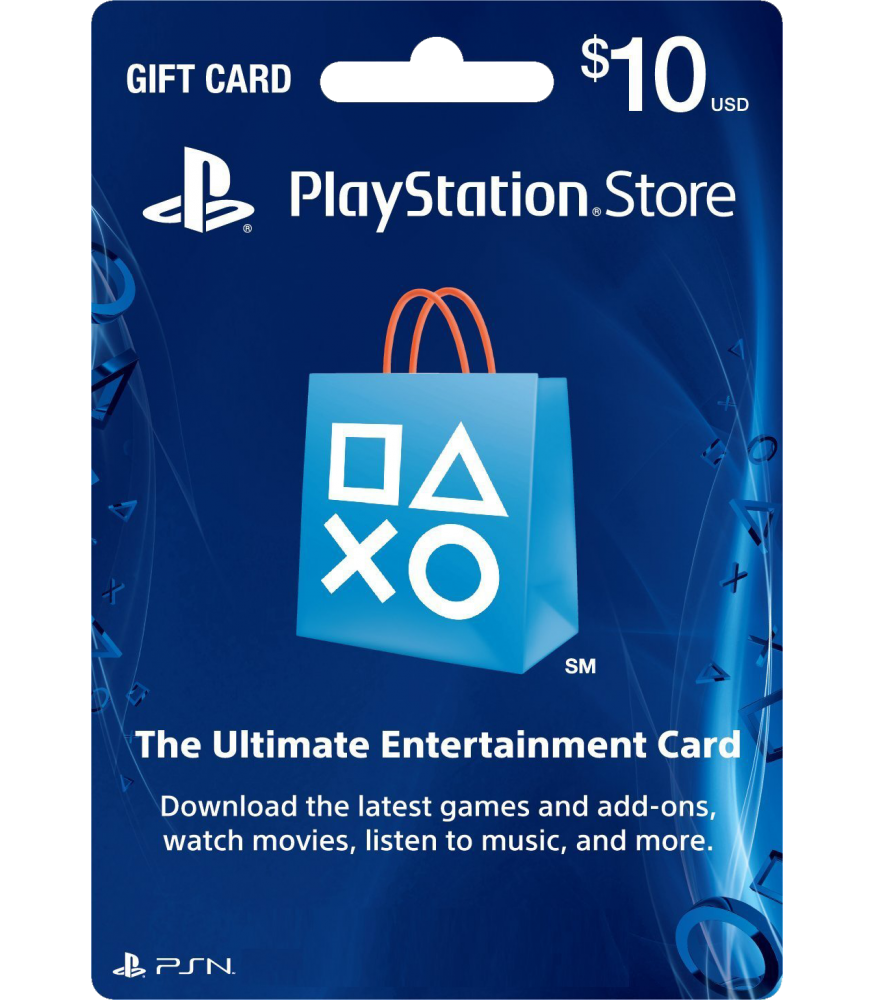 GIFT CARD
$10 USD
PlayStation®Store
®
SM
The Ultimate Entertainment Card
Download the latest games and add-ons,
watch movies, listen to music, and more.
PSN